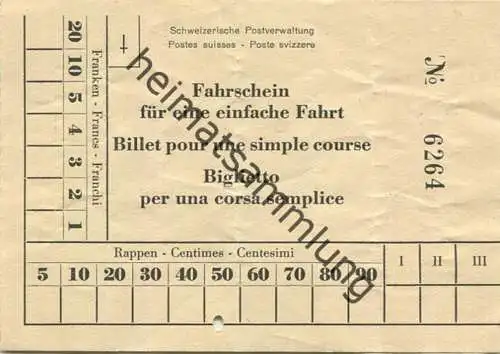 Schweizerische Postverwaltung
Postes suisses - Poste svizzere
Fahrschein
für eine einfache Fahrt
Billet pour une simple course
Biglietto
per una corsa semplice
№ 6264
Franken - Francs - Franchi
20 10 5 4 3 2 1
Rappen - Centimes - Centesimi
5 10 20 30 40 50 60 70 80 90
I II III
heimatsammlung